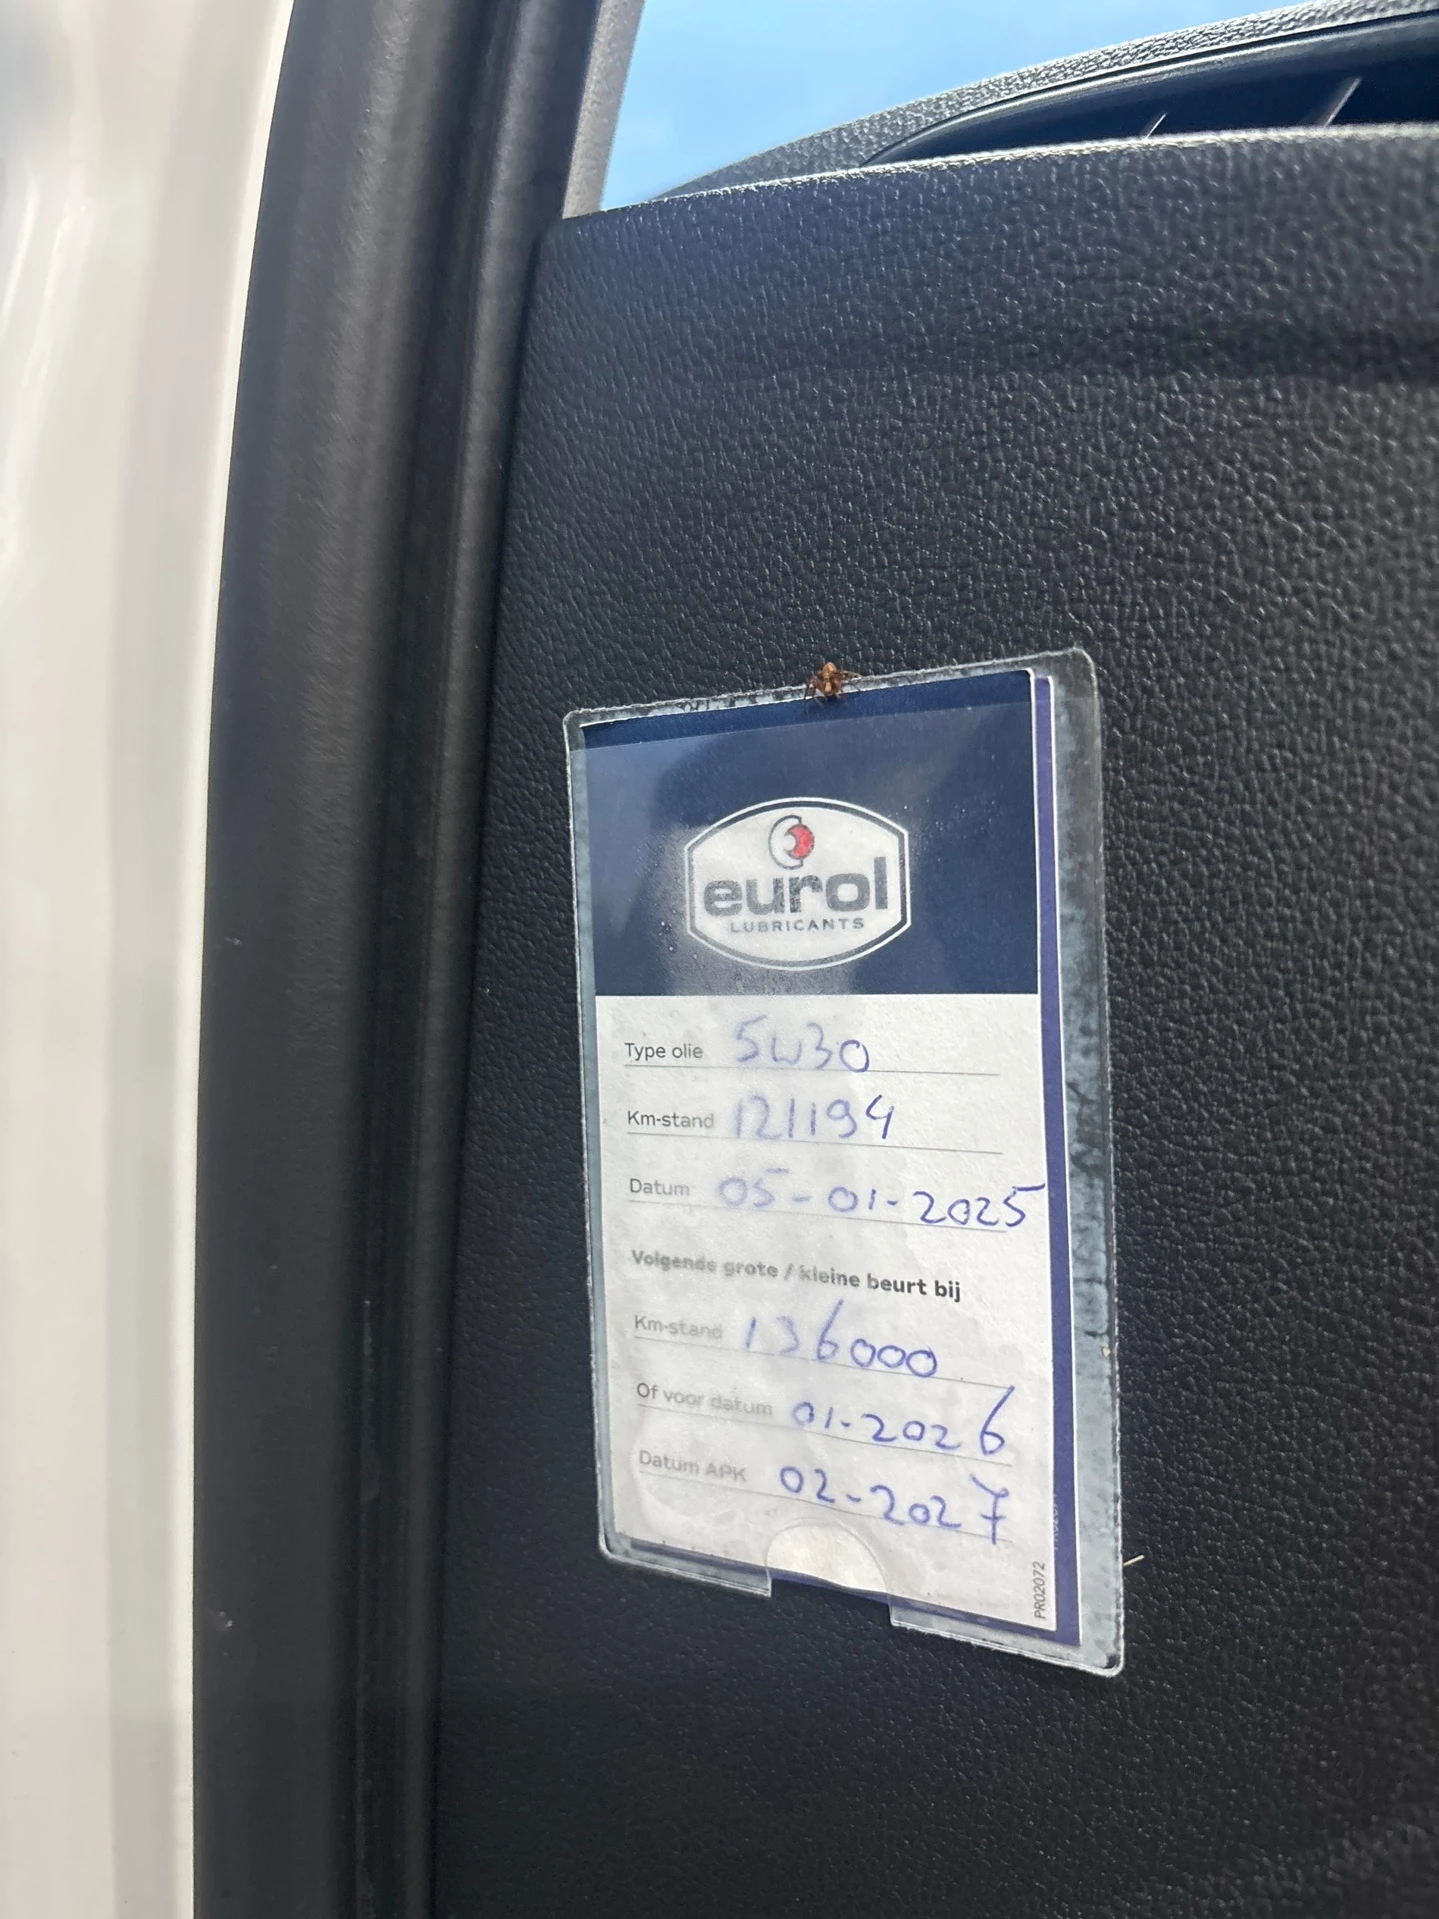 eurol
LUBRICANTS
Type olie 5W30
Km-stand 121194
Datum 05-01-2025
Volgende grote / kleine beurt bij
Km-stand 136000
Of voor datum 01-2026
Datum APK 02-2027
PR02072